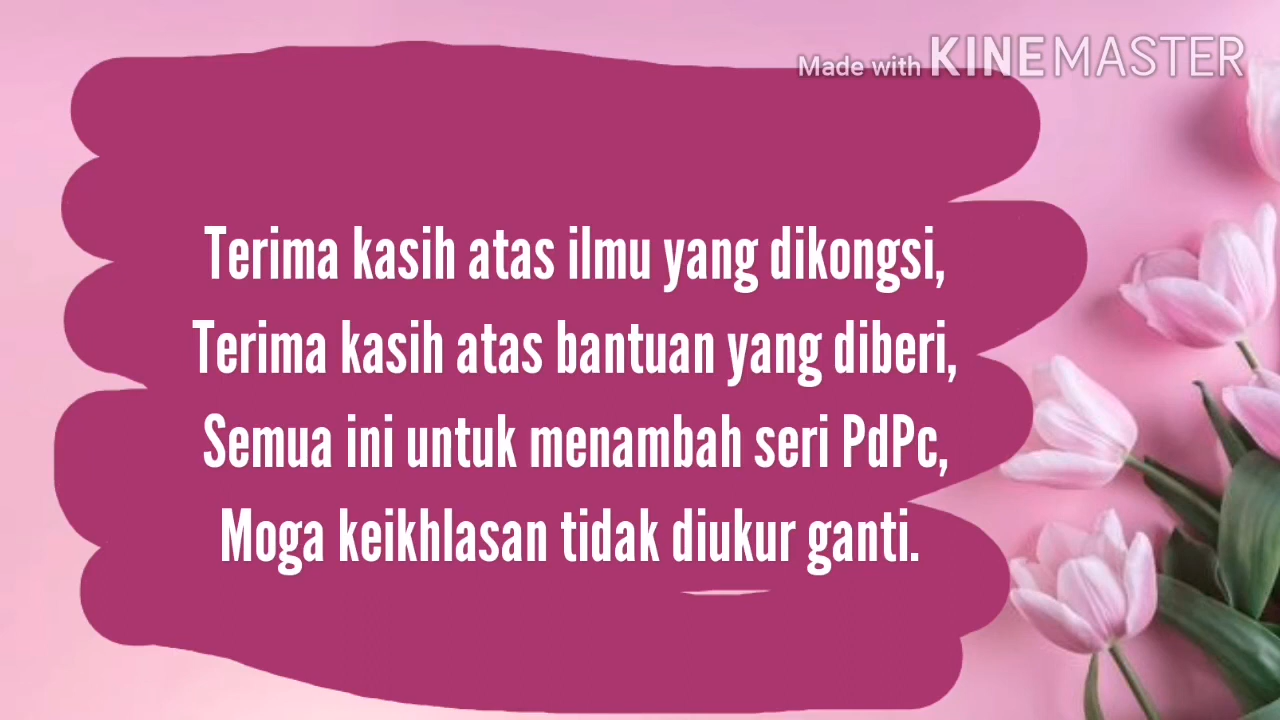 Made with KINEMASTER
Terima kasih atas ilmu yang dikongsi,
Terima kasih atas bantuan yang diberi,
Semua ini untuk menambah seri PdPc,
Moga keikhlasan tidak diukur ganti.